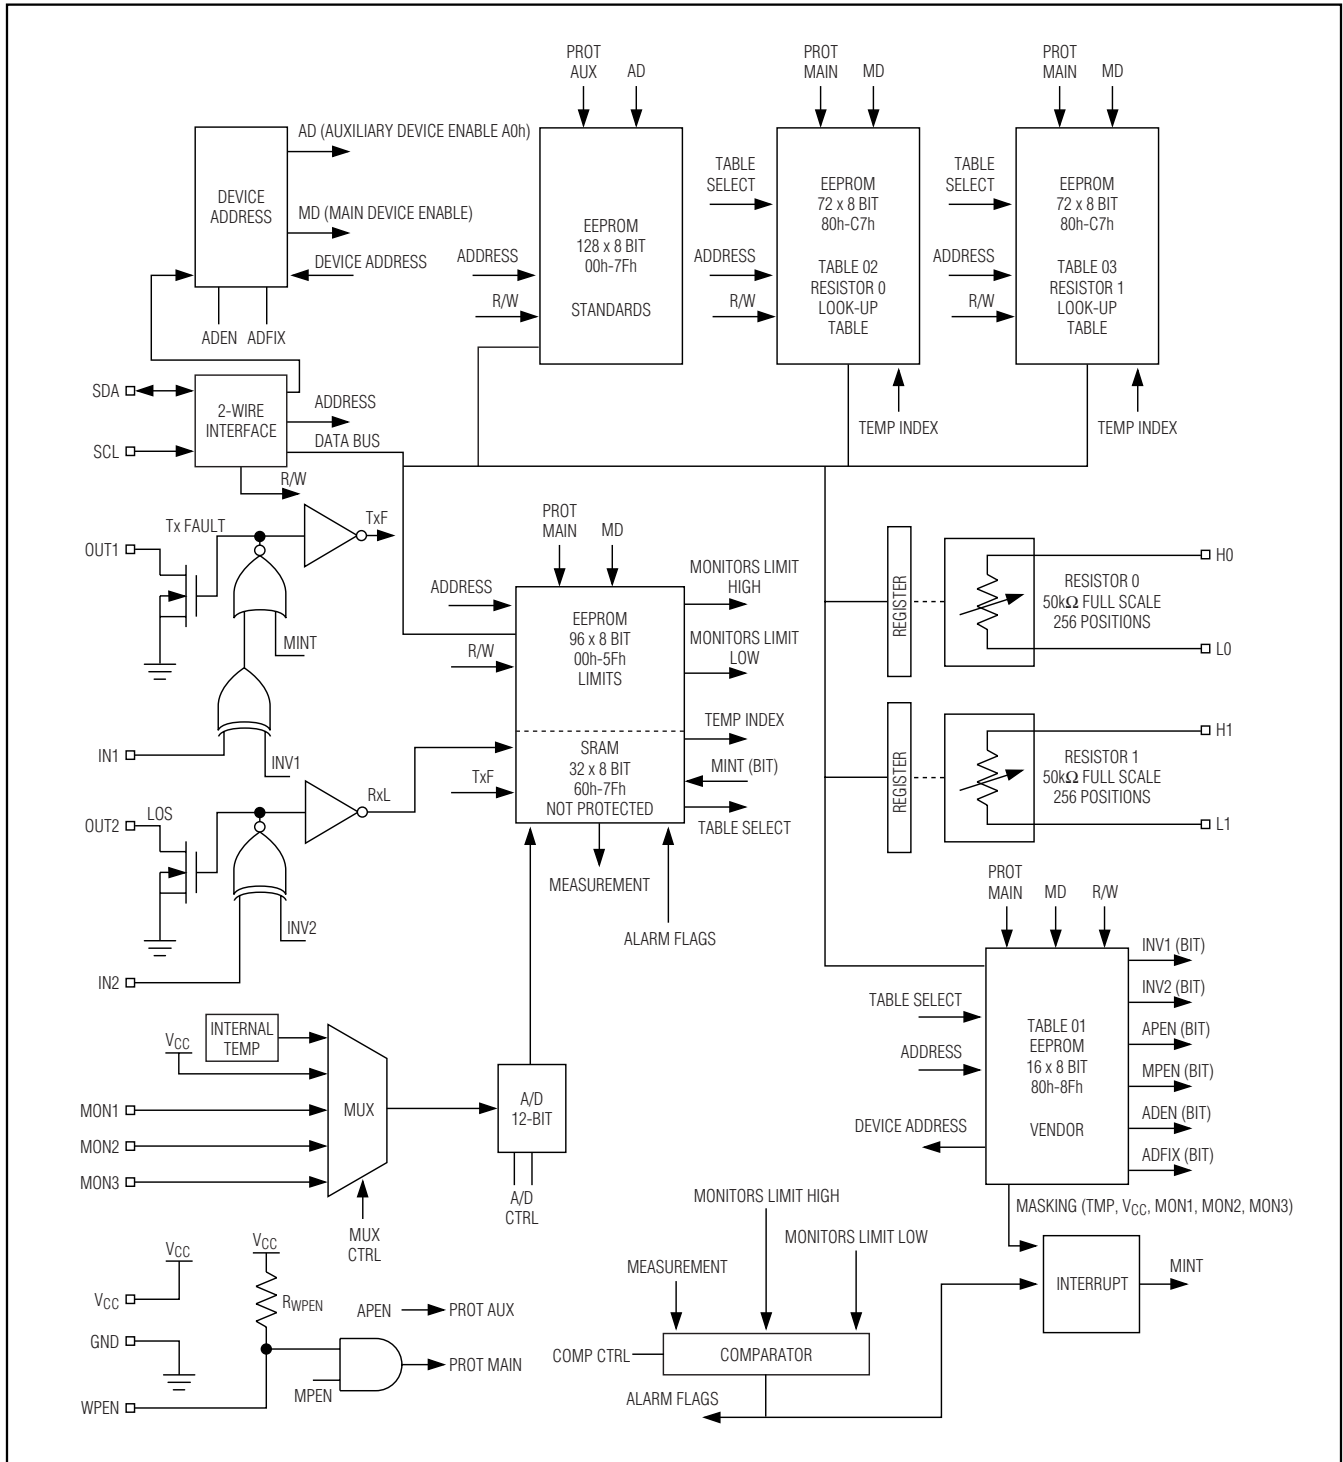 PROT
AUX
AD
PROT
MAIN
MD
PROT
MAIN
MD
AD (AUXILIARY DEVICE ENABLE A0h)
DEVICE
ADDRESS
MD (MAIN DEVICE ENABLE)
DEVICE ADDRESS
ADEN
ADFIX
ADDRESS
R/W
EEPROM
128 x 8 BIT
00h-7Fh
STANDARDS
TABLE
SELECT
ADDRESS
R/W
EEPROM
72 x 8 BIT
80h-C7h
TABLE 02
RESISTOR 0
LOOK-UP
TABLE
TEMP INDEX
TABLE
SELECT
ADDRESS
R/W
EEPROM
72 x 8 BIT
80h-C7h
TABLE 03
RESISTOR 1
LOOK-UP
TABLE
TEMP INDEX
SDA
SCL
2-WIRE
INTERFACE
ADDRESS
DATA BUS
R/W
OUT1
Tx FAULT
TxF
MINT
IN1
INV1
OUT2
LOS
RxL
INV2
IN2
PROT
MAIN
MD
ADDRESS
R/W
TxF
EEPROM
96 x 8 BIT
00h-5Fh
LIMITS
SRAM
32 x 8 BIT
60h-7Fh
NOT PROTECTED
MONITORS LIMIT
HIGH
MONITORS LIMIT
LOW
TEMP INDEX
MINT (BIT)
TABLE SELECT
MEASUREMENT
ALARM FLAGS
REGISTER
RESISTOR 0
50kΩ FULL SCALE
256 POSITIONS
H0
L0
REGISTER
RESISTOR 1
50kΩ FULL SCALE
256 POSITIONS
H1
L1
PROT
MAIN
MD
R/W
TABLE SELECT
ADDRESS
DEVICE ADDRESS
TABLE 01
EEPROM
16 x 8 BIT
80h-8Fh
VENDOR
INV1 (BIT)
INV2 (BIT)
APEN (BIT)
MPEN (BIT)
ADEN (BIT)
ADFIX (BIT)
MASKING (TMP, VCC, MON1, MON2, MON3)
INTERRUPT
MINT
INTERNAL
TEMP
VCC
MON1
MON2
MON3
MUX
MUX
CTRL
A/D
12-BIT
A/D
CTRL
VCC
VCC
GND
WPEN
VCC
RWPEN
APEN
PROT AUX
MPEN
PROT MAIN
MONITORS LIMIT HIGH
MONITORS LIMIT LOW
MEASUREMENT
COMP CTRL
COMPARATOR
ALARM FLAGS